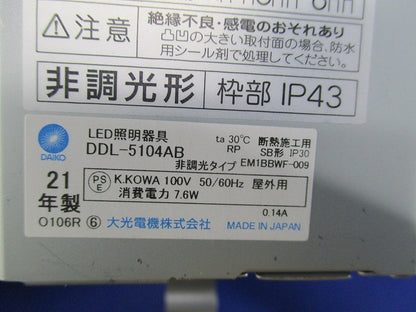 注意
絶縁不良・感電のおそれあり
凸凹の大きい取付面の場合、防水
用シール剤で処理してください。
非調光形 枠部 IP43
DAIKO
LED照明器具
DDL-5104AB
ta 30℃ 断熱施工用
RP SB形 IP30
非調光タイプ EM1BBWF-009
21年製
PSE K.KOWA 100V 50/60Hz 屋外用
消費電力 7.6W
0.14A
O106R ⑥ 大光電機株式会社 MADE IN JAPAN